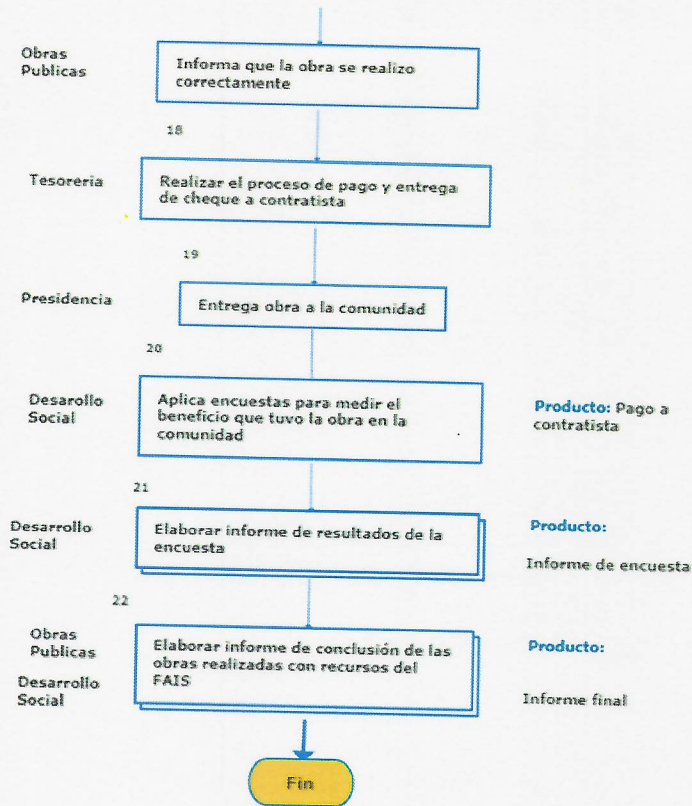 Obras
Publicas
Informa que la obra se realizo
correctamente
18
Tesoreria
Realizar el proceso de pago y entrega
de cheque a contratista
19
Presidencia
Entrega obra a la comunidad
20
Desarollo
Social
Aplica encuestas para medir el
beneficio que tuvo la obra en la
comunidad
Producto: Pago a
contratista
21
Desarrollo
Social
Elaborar informe de resultados de la
encuesta
Producto:
Informe de encuesta
22
Obras
Publicas
Desarrollo
Social
Elaborar informe de conclusión de las
obras realizadas con recursos del
FAIS
Producto:
Informe final
Fin